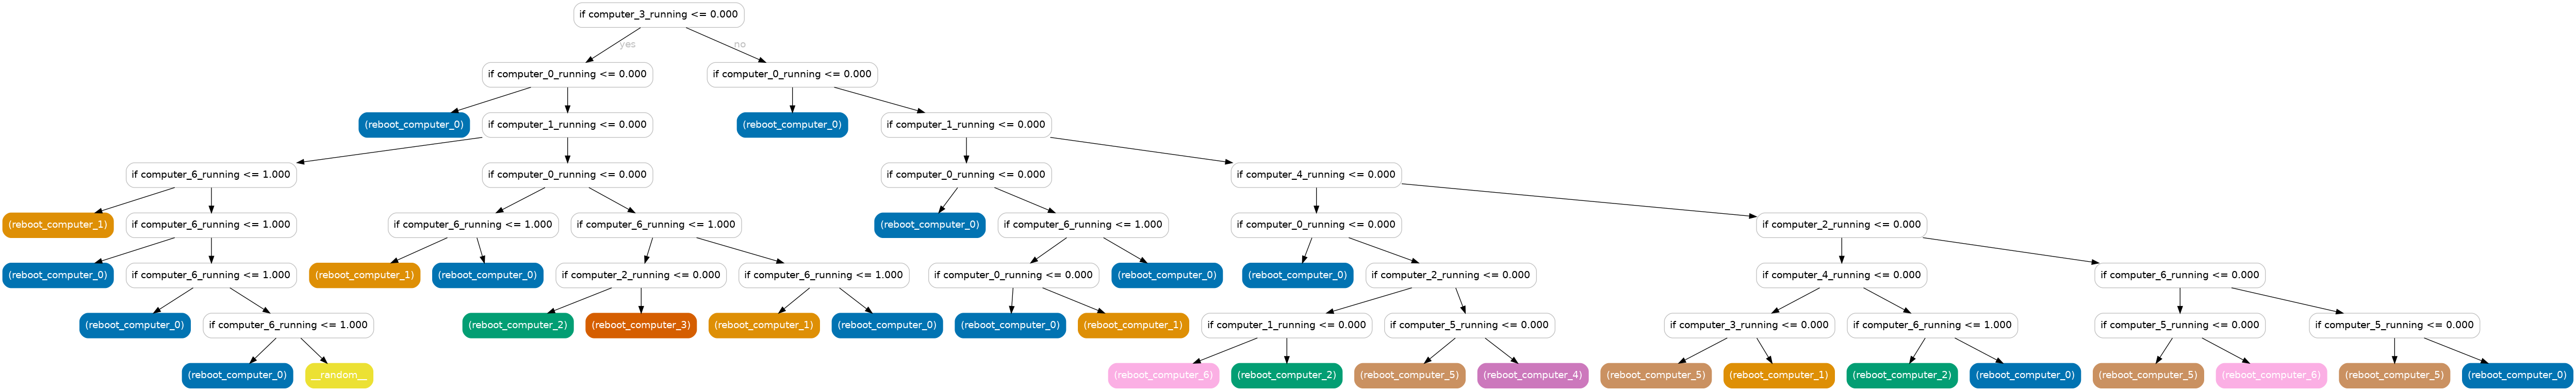 if computer_3_running <= 0.000
yes
no
if computer_0_running <= 0.000
if computer_0_running <= 0.000
(reboot_computer_0)
if computer_1_running <= 0.000
(reboot_computer_0)
if computer_1_running <= 0.000
if computer_6_running <= 1.000
if computer_0_running <= 0.000
if computer_0_running <= 0.000
if computer_4_running <= 0.000
(reboot_computer_1)
if computer_6_running <= 1.000
if computer_6_running <= 1.000
if computer_6_running <= 1.000
(reboot_computer_0)
if computer_6_running <= 1.000
if computer_0_running <= 0.000
if computer_2_running <= 0.000
(reboot_computer_0)
if computer_6_running <= 1.000
(reboot_computer_1)
(reboot_computer_0)
if computer_2_running <= 0.000
if computer_6_running <= 1.000
if computer_0_running <= 0.000
(reboot_computer_0)
(reboot_computer_0)
if computer_2_running <= 0.000
if computer_4_running <= 0.000
if computer_6_running <= 0.000
(reboot_computer_0)
if computer_6_running <= 1.000
(reboot_computer_2)
(reboot_computer_3)
(reboot_computer_1)
(reboot_computer_0)
(reboot_computer_0)
(reboot_computer_1)
if computer_1_running <= 0.000
if computer_5_running <= 0.000
if computer_3_running <= 0.000
if computer_6_running <= 1.000
if computer_5_running <= 0.000
if computer_5_running <= 0.000
(reboot_computer_0)
__random__
(reboot_computer_6)
(reboot_computer_2)
(reboot_computer_5)
(reboot_computer_4)
(reboot_computer_5)
(reboot_computer_1)
(reboot_computer_2)
(reboot_computer_0)
(reboot_computer_5)
(reboot_computer_6)
(reboot_computer_5)
(reboot_computer_0)